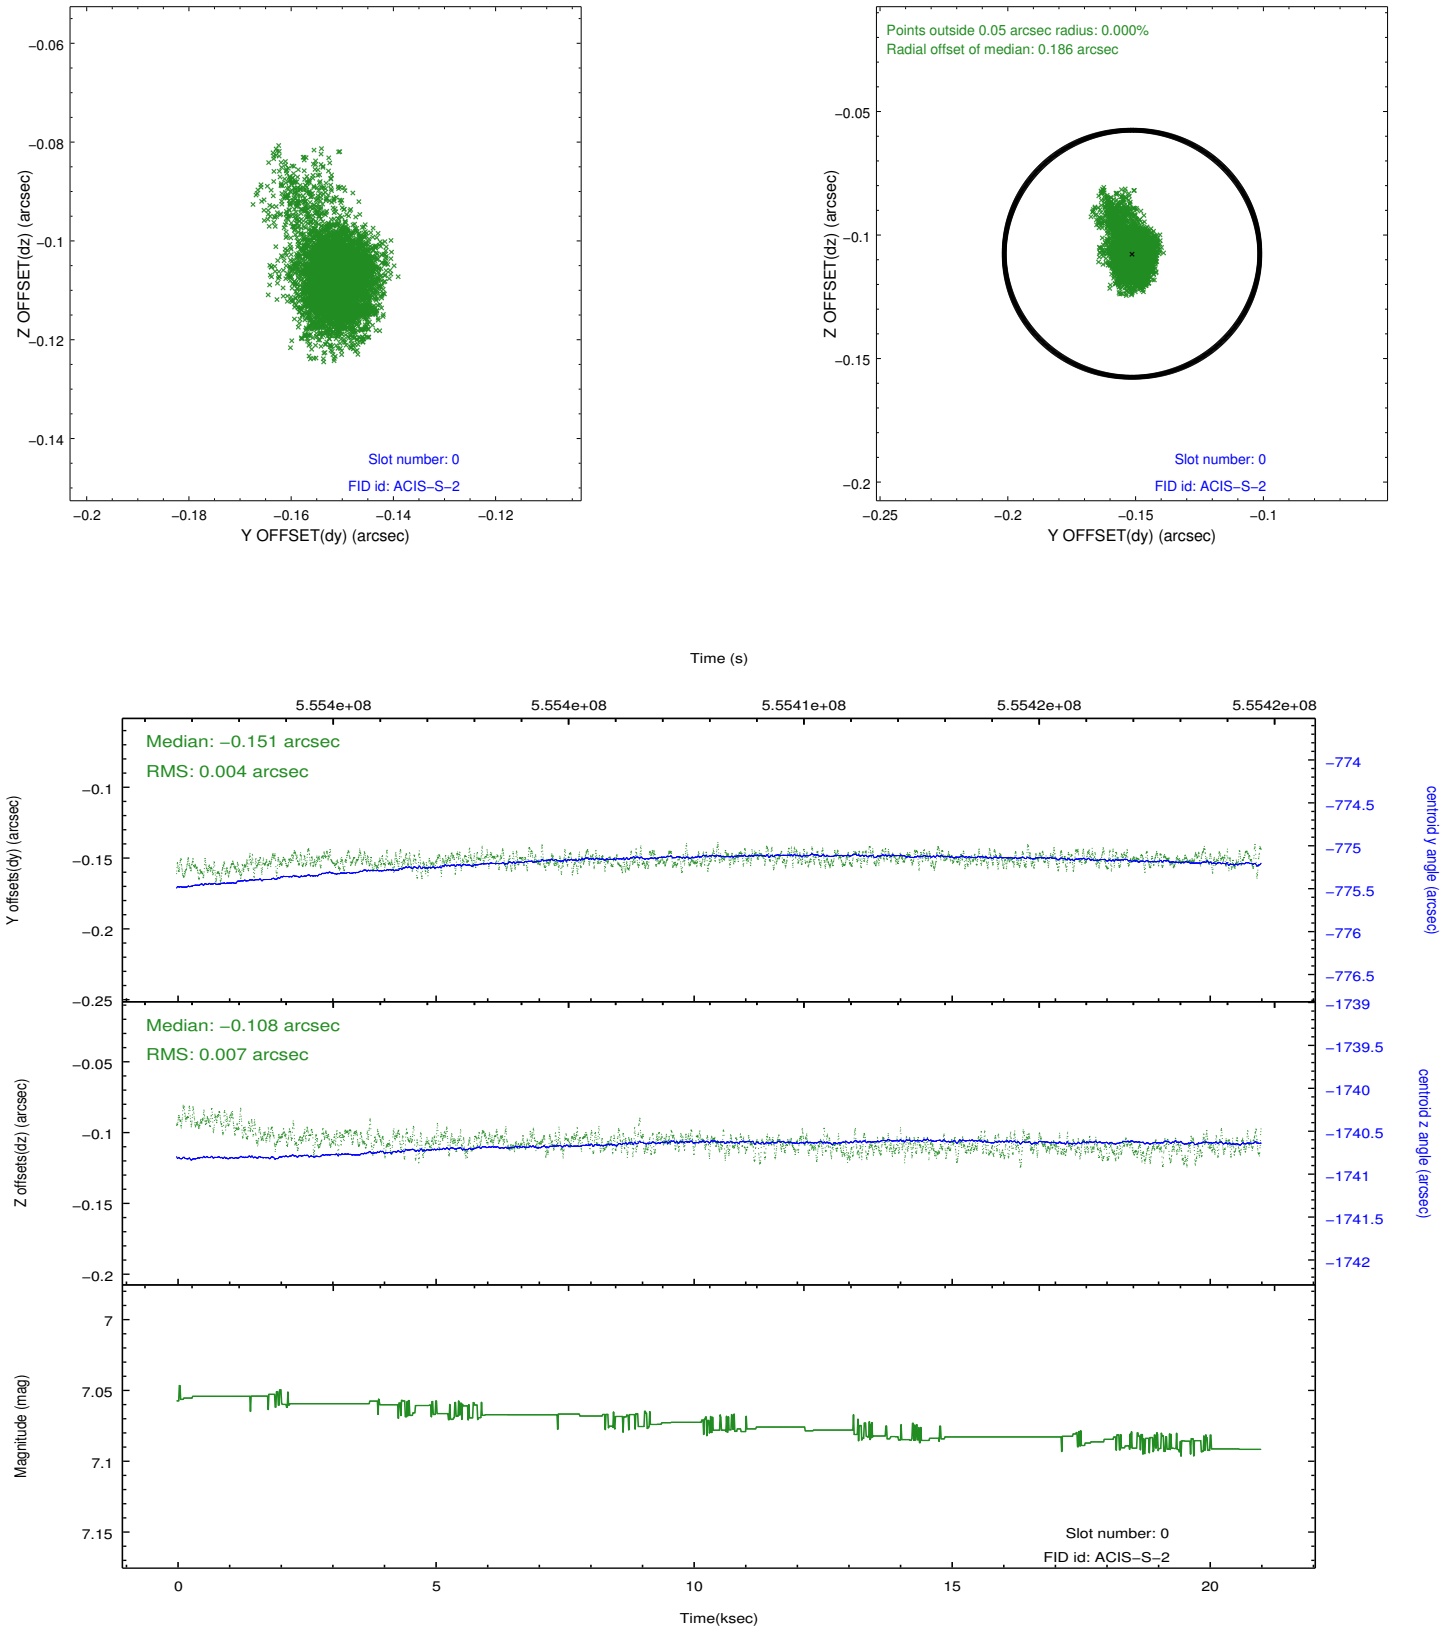 −0.06
−0.08
−0.1
−0.12
−0.14
Z OFFSET(dz) (arcsec)
Slot number: 0
FID id: ACIS−S−2
−0.2 −0.18 −0.16 −0.14 −0.12
Y OFFSET(dy) (arcsec)
Points outside 0.05 arcsec radius: 0.000%
Radial offset of median: 0.186 arcsec
−0.05
−0.1
−0.15
−0.2
Z OFFSET(dz) (arcsec)
Slot number: 0
FID id: ACIS−S−2
−0.25 −0.2 −0.15 −0.1
Y OFFSET(dy) (arcsec)
Time (s)
5.554e+08 5.554e+08 5.5541e+08 5.5542e+08 5.5542e+08
Median: −0.151 arcsec
RMS: 0.004 arcsec
−0.1
−0.15
−0.2
−0.25
Y offsets(dy) (arcsec)
−774
−774.5
−775
−775.5
−776
−776.5
centroid y angle (arcsec)
Median: −0.108 arcsec
RMS: 0.007 arcsec
−0.05
−0.1
−0.15
−0.2
Z offsets(dz) (arcsec)
−1739
−1739.5
−1740
−1740.5
−1741
−1741.5
−1742
centroid z angle (arcsec)
7
7.05
7.1
7.15
Magnitude (mag)
Slot number: 0
FID id: ACIS−S−2
0 5 10 15 20
Time(ksec)